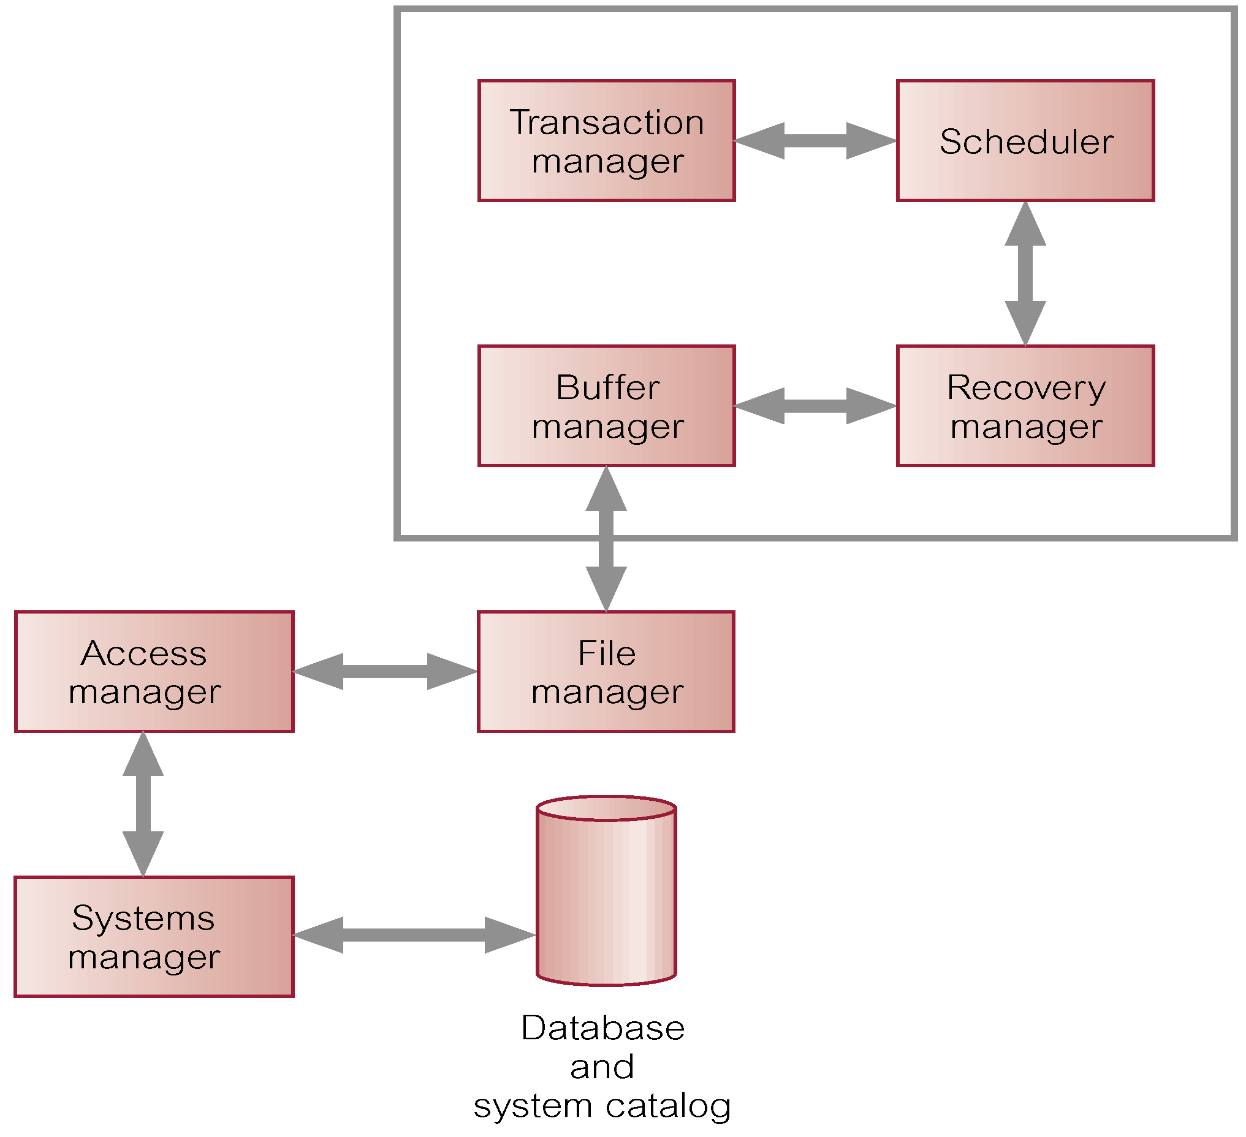 Transaction
manager
Scheduler
Buffer
manager
Recovery
manager
Access
manager
File
manager
Systems
manager
Database
and
system catalog